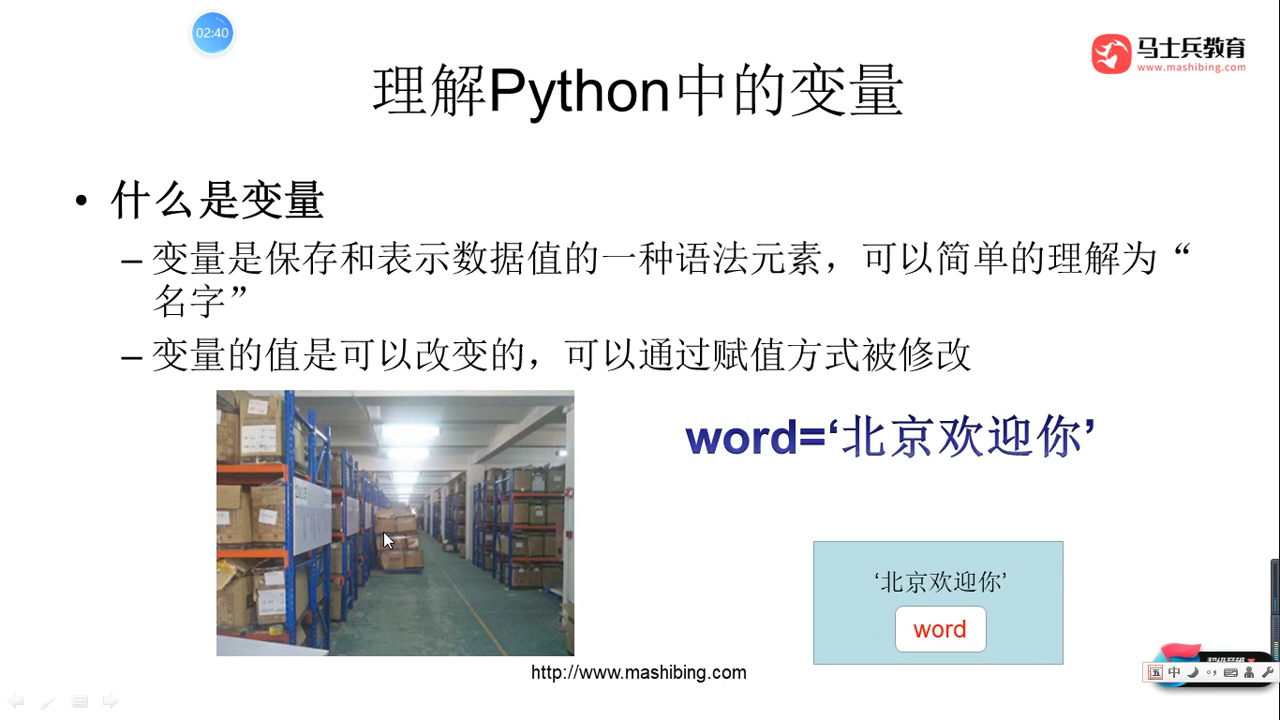 02:40
马士兵教育
www.mashibing.com
理解Python中的变量
• 什么是变量
– 变量是保存和表示数据值的一种语法元素，可以简单的理解为“
名字”
– 变量的值是可以改变的，可以通过赋值方式被修改
word=‘北京欢迎你’
‘北京欢迎你’
word
http://www.mashibing.com
五 中